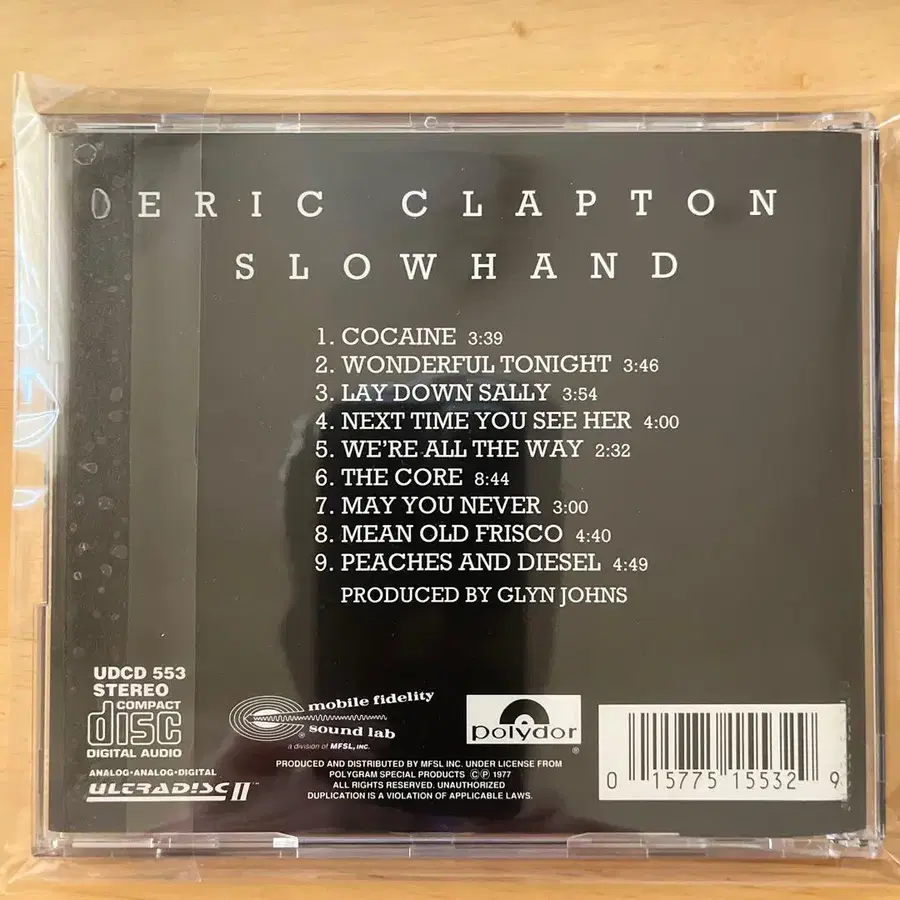 ERIC CLAPTON
SLOWHAND
1. COCAINE 3:39
2. WONDERFUL TONIGHT 3:46
3. LAY DOWN SALLY 3:54
4. NEXT TIME YOU SEE HER 4:00
5. WE'RE ALL THE WAY 2:32
6. THE CORE 8:44
7. MAY YOU NEVER 3:00
8. MEAN OLD FRISCO 4:40
9. PEACHES AND DIESEL 4:49
PRODUCED BY GLYN JOHNS
UDCD 553
STEREO
COMPACT
disc
DIGITAL AUDIO
ANALOG•ANALOG•DIGITAL
ULTRADISC II™
mobile fidelity
sound lab
a division of MFSL, INC.
polydor
®
PRODUCED AND DISTRIBUTED BY MFSL INC. UNDER LICENSE FROM
POLYGRAM SPECIAL PRODUCTS ©℗ 1977
ALL RIGHTS RESERVED. UNAUTHORIZED
DUPLICATION IS A VIOLATION OF APPLICABLE LAWS.
0 15775 15532 9